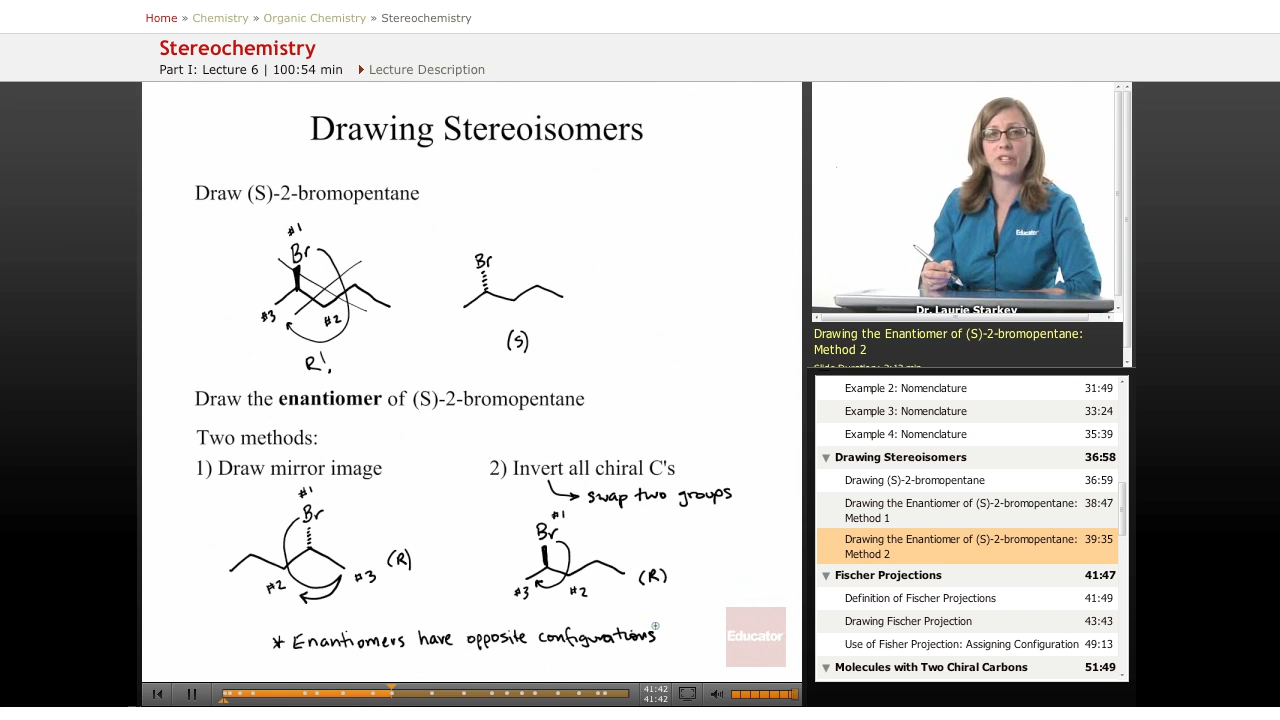 Home » Chemistry » Organic Chemistry » Stereochemistry
Stereochemistry
Part I: Lecture 6 | 100:54 min Lecture Description
Drawing Stereoisomers
Draw (S)-2-bromopentane
#1
Br
#3 #2
R!
Br
(S)
Draw the enantiomer of (S)-2-bromopentane
Two methods:
1) Draw mirror image
#1
Br
#2 #3 (R)
2) Invert all chiral C's
swap two groups
#1
Br
#3 #2 (R)
* Enantiomers have opposite configurations
Educator
41:42
41:42
Educator
Dr. Laurie Starkey
Drawing the Enantiomer of (S)-2-bromopentane:
Method 2
Slide Duration: 2:12 min
Example 2: Nomenclature 31:49
Example 3: Nomenclature 33:24
Example 4: Nomenclature 35:39
Drawing Stereoisomers 36:58
Drawing (S)-2-bromopentane 36:59
Drawing the Enantiomer of (S)-2-bromopentane: 38:47
Method 1
Drawing the Enantiomer of (S)-2-bromopentane: 39:35
Method 2
Fischer Projections 41:47
Definition of Fischer Projections 41:49
Drawing Fischer Projection 43:43
Use of Fisher Projection: Assigning Configuration 49:13
Molecules with Two Chiral Carbons 51:49